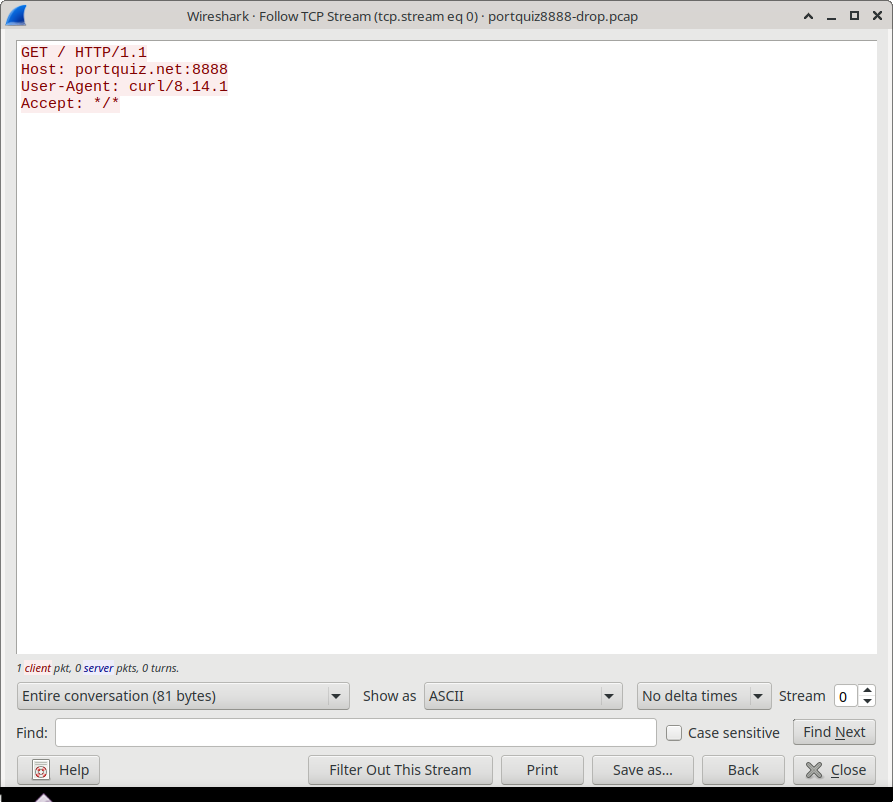 Wireshark · Follow TCP Stream (tcp.stream eq 0) · portquiz8888-drop.pcap
GET / HTTP/1.1
Host: portquiz.net:8888
User-Agent: curl/8.14.1
Accept: */*
1 client pkt, 0 server pkts, 0 turns.
Entire conversation (81 bytes) Show as ASCII No delta times Stream 0
Find: Case sensitive Find Next
Help Filter Out This Stream Print Save as... Back Close